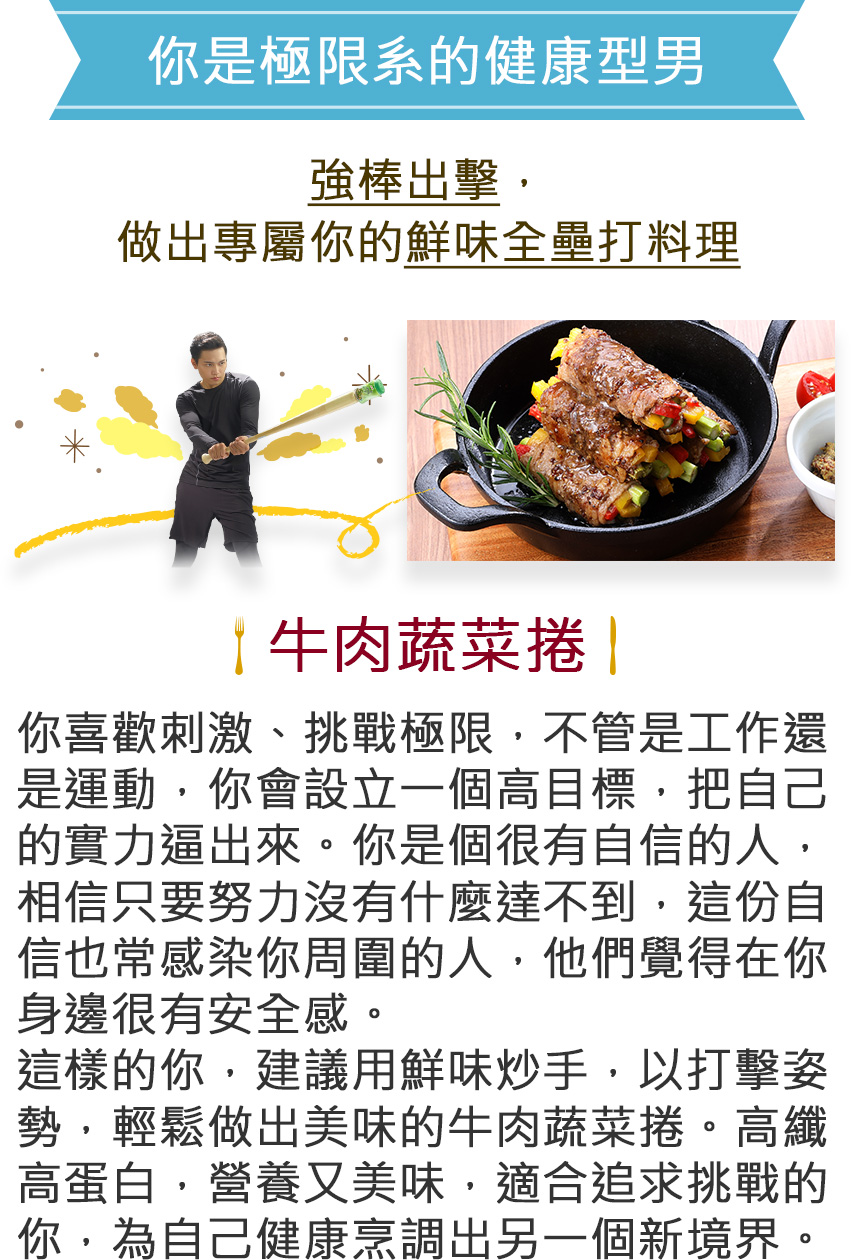 你是極限系的健康型男
強棒出擊，
做出專屬你的鮮味全壘打料理
牛肉蔬菜捲
你喜歡刺激、挑戰極限，不管是工作還
是運動，你會設立一個高目標，把自己
的實力逼出來。你是個很有自信的人，
相信只要努力沒有什麼達不到，這份自
信也常感染你周圍的人，他們覺得在你
身邊很有安全感。
這樣的你，建議用鮮味炒手，以打擊姿
勢，輕鬆做出美味的牛肉蔬菜捲。高纖
高蛋白，營養又美味，適合追求挑戰的
你，為自己健康烹調出另一個新境界。